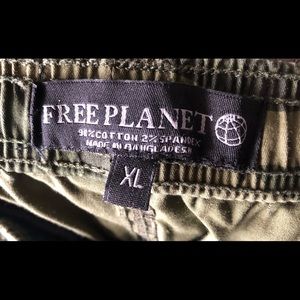 FREE PLANET
98% COTTON 2% SPANDEX
MADE IN BANGLADESH
XL